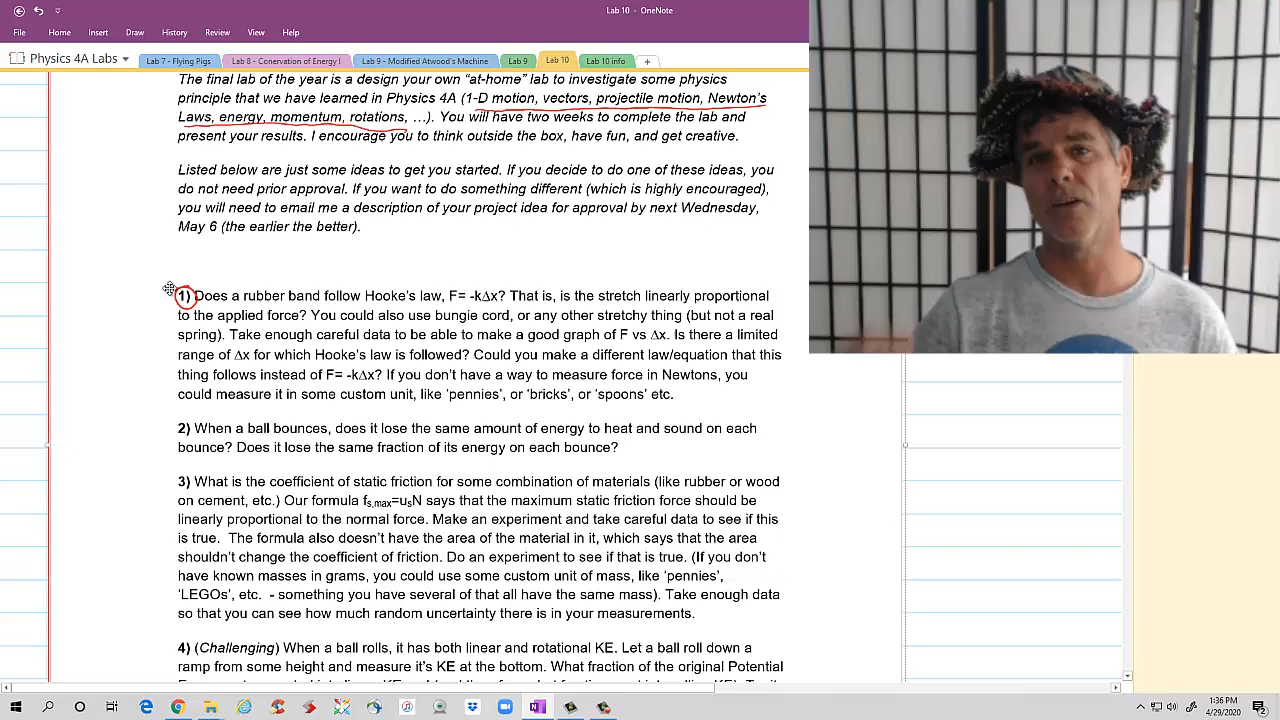 Lab 10 - OneNote
File Home Insert Draw History Review View Help
Physics 4A Labs Lab 7 - Flying Pigs Lab 8 - Conervation of Energy I Lab 9 - Modified Atwood's Machine Lab 9 Lab 10 Lab 10 info
The final lab of the year is a design your own “at-home” lab to investigate some physics
principle that we have learned in Physics 4A (1-D motion, vectors, projectile motion, Newton’s
Laws, energy, momentum, rotations, …). You will have two weeks to complete the lab and
present your results. I encourage you to think outside the box, have fun, and get creative.
Listed below are just some ideas to get you started. If you decide to do one of these ideas, you
do not need prior approval. If you want to do something different (which is highly encouraged),
you will need to email me a description of your project idea for approval by next Wednesday,
May 6 (the earlier the better).
1) Does a rubber band follow Hooke’s law, F= -kΔx? That is, is the stretch linearly proportional
to the applied force? You could also use bungie cord, or any other stretchy thing (but not a real
spring). Take enough careful data to be able to make a good graph of F vs Δx. Is there a limited
range of Δx for which Hooke’s law is followed? Could you make a different law/equation that this
thing follows instead of F= -kΔx? If you don’t have a way to measure force in Newtons, you
could measure it in some custom unit, like ‘pennies’, or ‘bricks’, or ‘spoons’ etc.
2) When a ball bounces, does it lose the same amount of energy to heat and sound on each
bounce? Does it lose the same fraction of its energy on each bounce?
3) What is the coefficient of static friction for some combination of materials (like rubber or wood
on cement, etc.) Our formula fs,max=usN says that the maximum static friction force should be
linearly proportional to the normal force. Make an experiment and take careful data to see if this
is true. The formula also doesn’t have the area of the material in it, which says that the area
shouldn’t change the coefficient of friction. Do an experiment to see if that is true. (If you don’t
have known masses in grams, you could use some custom unit of mass, like ‘pennies’,
‘LEGOs’, etc. - something you have several of that all have the same mass). Take enough data
so that you can see how much random uncertainty there is in your measurements.
4) (Challenging) When a ball rolls, it has both linear and rotational KE. Let a ball roll down a
ramp from some height and measure it’s KE at the bottom. What fraction of the original Potential
1:36 PM
4/29/2020